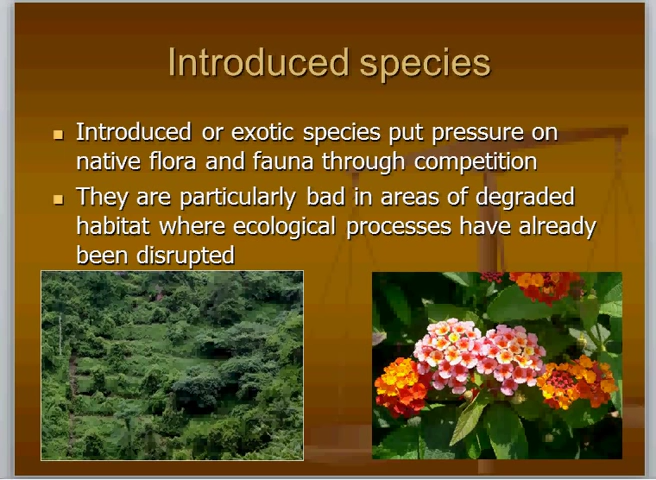 Introduced species
Introduced or exotic species put pressure on
native flora and fauna through competition
They are particularly bad in areas of degraded
habitat where ecological processes have already
been disrupted